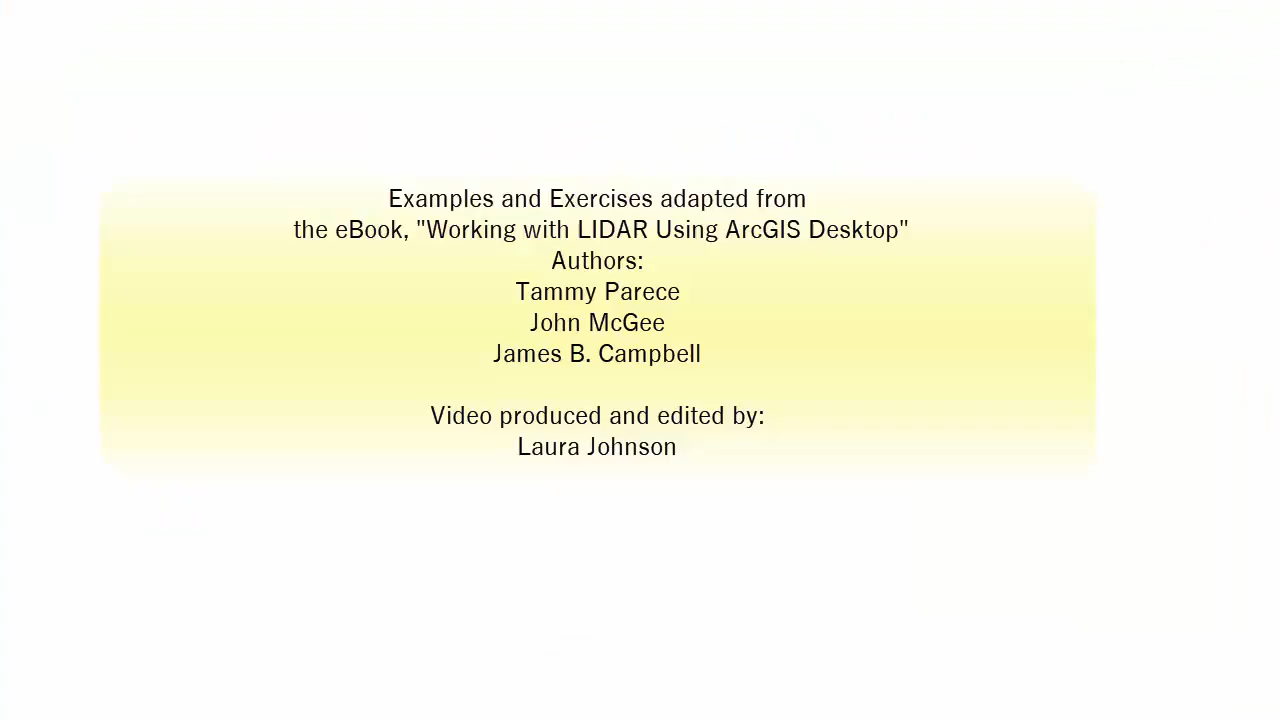 Examples and Exercises adapted from
the eBook, "Working with LIDAR Using ArcGIS Desktop"
Authors:
Tammy Parece
John McGee
James B. Campbell
Video produced and edited by:
Laura Johnson